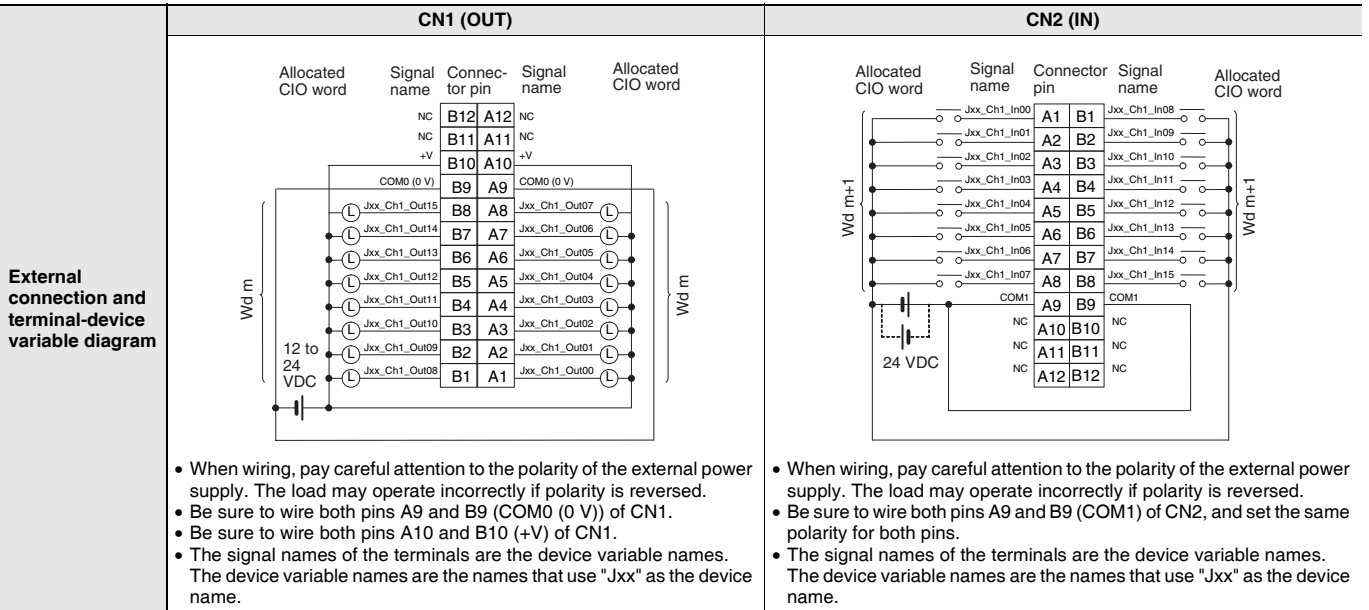 CN1 (OUT)
CN2 (IN)
External
connection and
terminal-device
variable diagram
Allocated
CIO word
Signal
name
Connec-
tor pin
Signal
name
Allocated
CIO word
NC B12 A12 NC
NC B11 A11 NC
+V B10 A10 +V
COM0 (0 V) B9 A9 COM0 (0 V)
L Jxx_Ch1_Out15 B8 A8 Jxx_Ch1_Out07 L
L Jxx_Ch1_Out14 B7 A7 Jxx_Ch1_Out06 L
L Jxx_Ch1_Out13 B6 A6 Jxx_Ch1_Out05 L
L Jxx_Ch1_Out12 B5 A5 Jxx_Ch1_Out04 L
L Jxx_Ch1_Out11 B4 A4 Jxx_Ch1_Out03 L
L Jxx_Ch1_Out10 B3 A3 Jxx_Ch1_Out02 L
L Jxx_Ch1_Out09 B2 A2 Jxx_Ch1_Out01 L
L Jxx_Ch1_Out08 B1 A1 Jxx_Ch1_Out00 L
Wd m
Wd m
12 to
24
VDC
• When wiring, pay careful attention to the polarity of the external power
supply. The load may operate incorrectly if polarity is reversed.
• Be sure to wire both pins A9 and B9 (COM0 (0 V)) of CN1.
• Be sure to wire both pins A10 and B10 (+V) of CN1.
• The signal names of the terminals are the device variable names.
The device variable names are the names that use "Jxx" as the device
name.
Allocated
CIO word
Signal
name
Connector
pin
Signal
name
Allocated
CIO word
Jxx_Ch1_In00 A1 B1 Jxx_Ch1_In08
Jxx_Ch1_In01 A2 B2 Jxx_Ch1_In09
Jxx_Ch1_In02 A3 B3 Jxx_Ch1_In10
Jxx_Ch1_In03 A4 B4 Jxx_Ch1_In11
Jxx_Ch1_In04 A5 B5 Jxx_Ch1_In12
Jxx_Ch1_In05 A6 B6 Jxx_Ch1_In13
Jxx_Ch1_In06 A7 B7 Jxx_Ch1_In14
Jxx_Ch1_In07 A8 B8 Jxx_Ch1_In15
COM1 A9 B9 COM1
NC A10 B10 NC
NC A11 B11 NC
NC A12 B12 NC
Wd m+1
Wd m+1
24 VDC
• When wiring, pay careful attention to the polarity of the external power
supply. The load may operate incorrectly if polarity is reversed.
• Be sure to wire both pins A9 and B9 (COM1) of CN2, and set the same
polarity for both pins.
• The signal names of the terminals are the device variable names.
The device variable names are the names that use "Jxx" as the device
name.